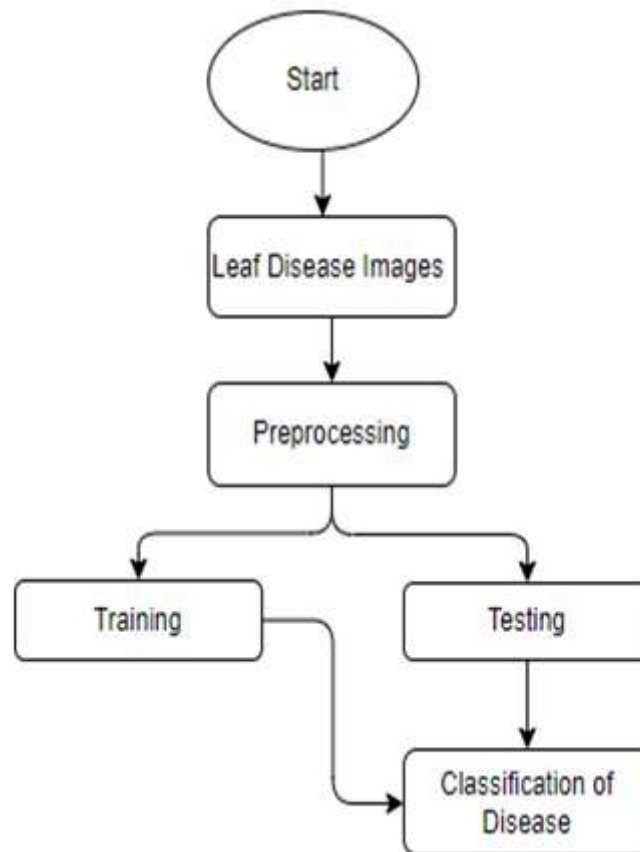 Start
Leaf Disease Images
Preprocessing
Training
Testing
Classification of
Disease